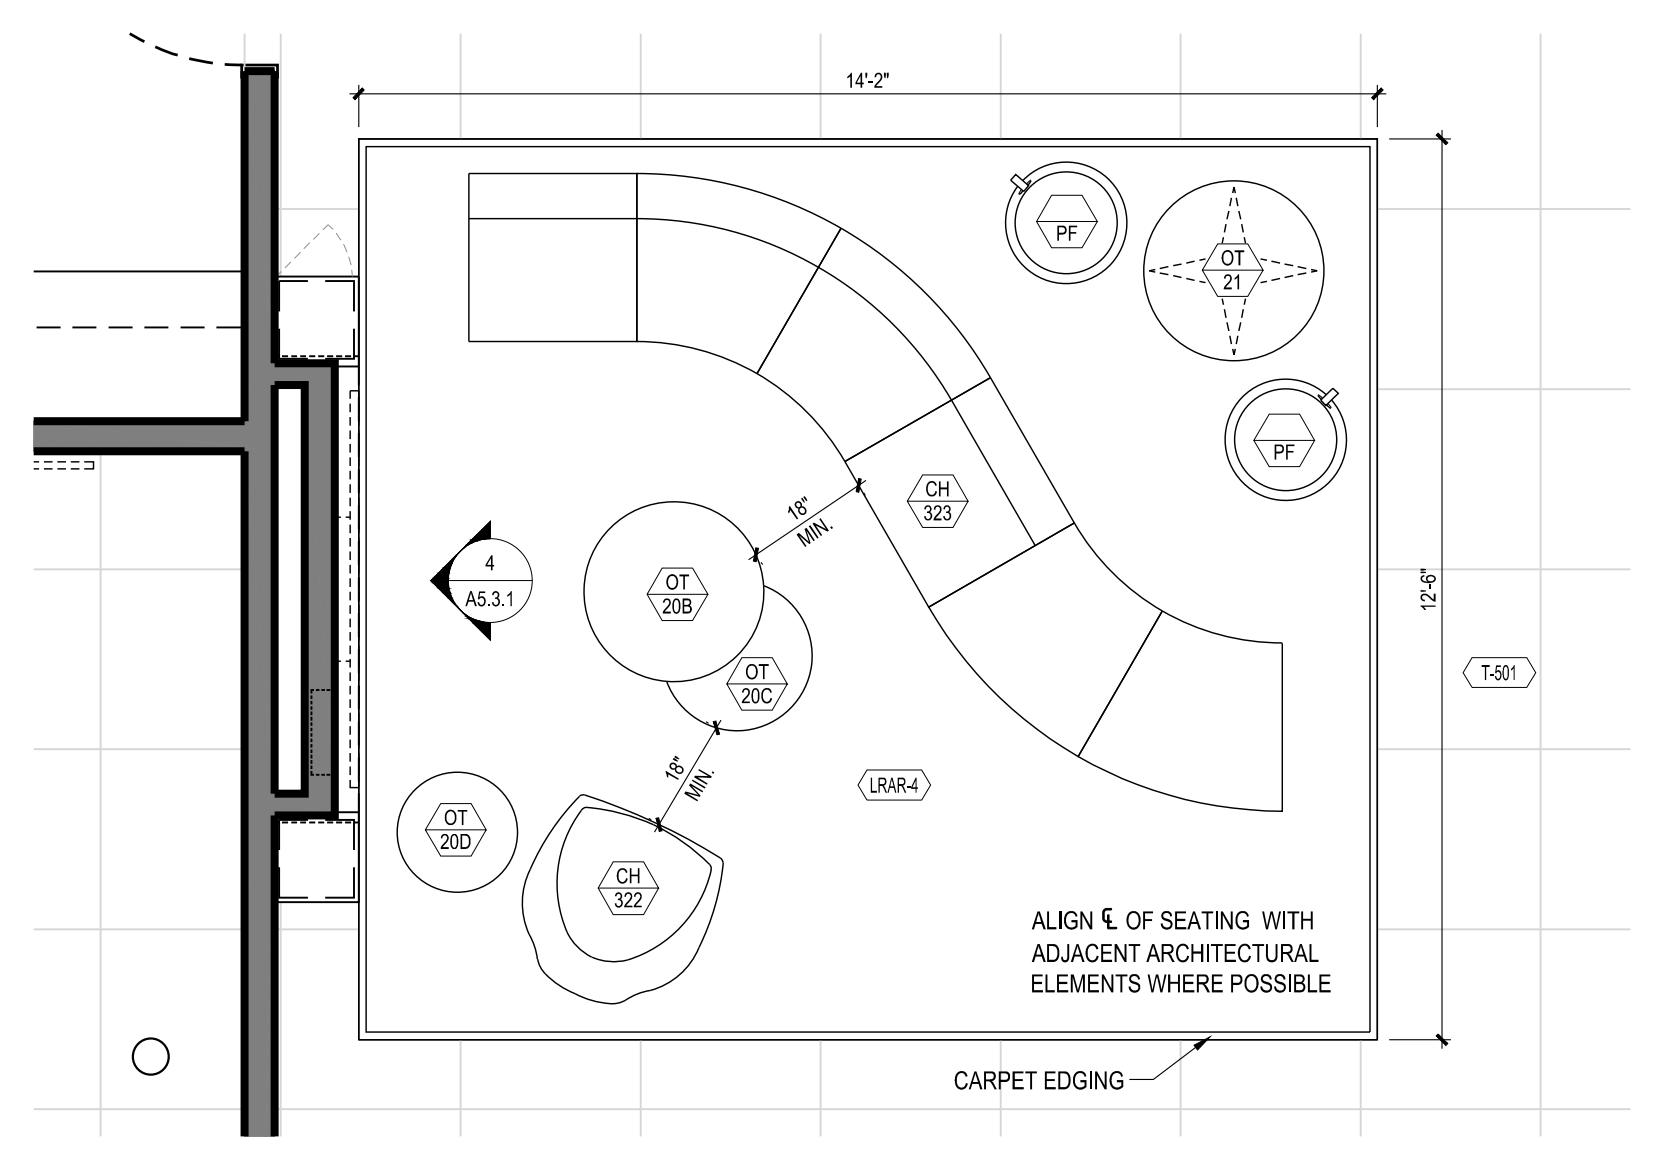 14'-2"
PF
OT
21
PF
CH
323
18"
MIN.
4
A5.3.1
OT
20B
OT
20C
12'-6"
T-501
18"
MIN.
LRAR-4
OT
20D
CH
322
ALIGN ℄ OF SEATING WITH
ADJACENT ARCHITECTURAL
ELEMENTS WHERE POSSIBLE
CARPET EDGING